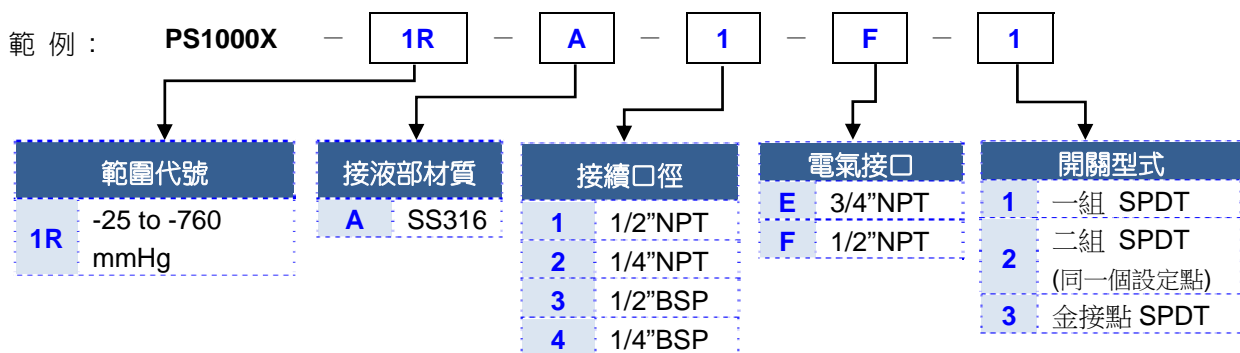 範 例 : PS1000X － 1R － A － 1 － F － 1
範圍代號
1R -25 to -760
mmHg
接液部材質
A SS316
接續口徑
1 1/2”NPT
2 1/4”NPT
3 1/2”BSP
4 1/4”BSP
電氣接口
E 3/4”NPT
F 1/2”NPT
開關型式
1 一組 SPDT
2 二組 SPDT
(同一個設定點)
3 金接點 SPDT